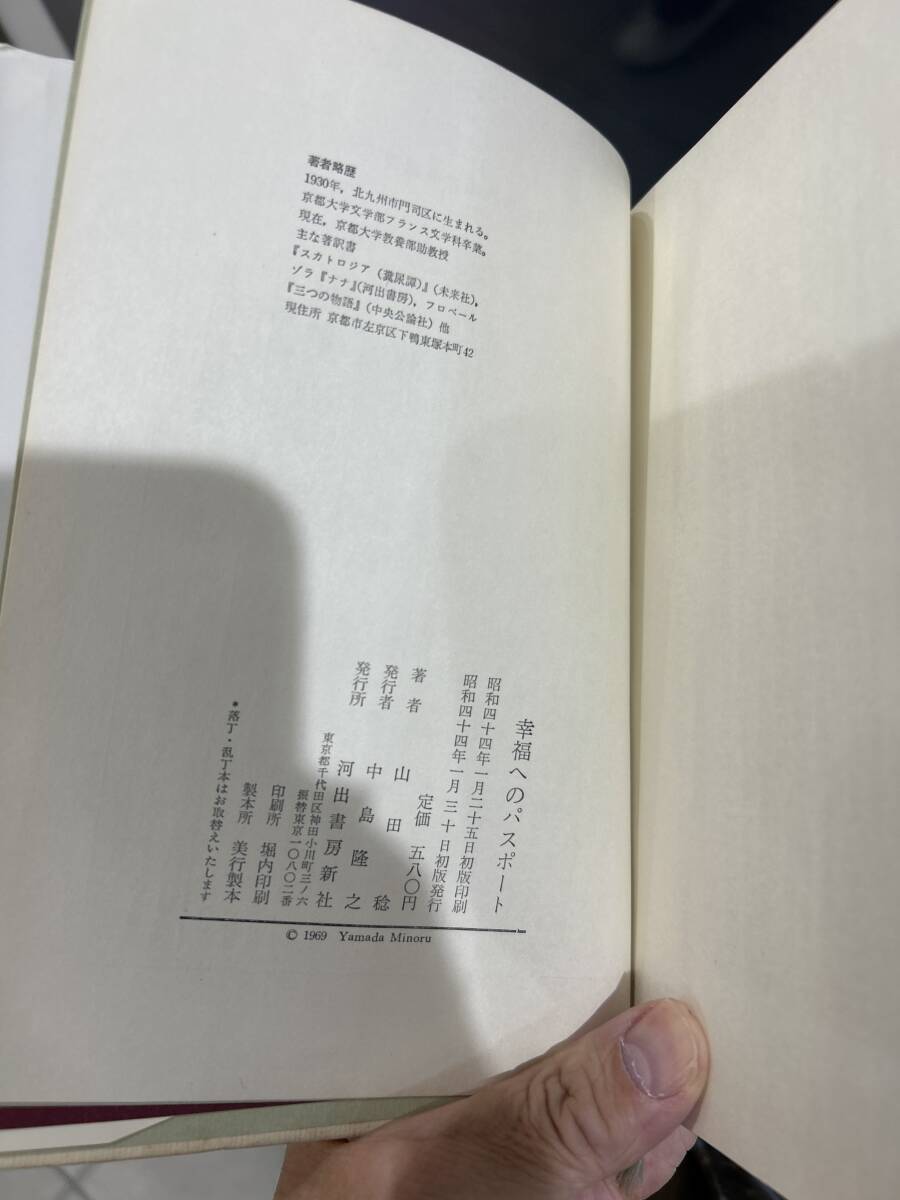 著者略歴
1930年，北九州市門司区に生まれる。
京都大学文学部フランス文学科卒業。
現在，京都大学教養部助教授
主な著訳書
『スカトロジア（糞尿譚）』（未来社），
ゾラ『ナナ』（河出書房），フロベール
『三つの物語』（中央公論社）他
現住所 京都市左京区下鴨東塚本町42
幸福へのパスポート
昭和四十四年一月二十五日初版印刷
昭和四十四年一月三十日初版発行
定価 五八〇円
著者 山田稔
発行者 中島隆之
発行所 河出書房新社
東京都千代田区神田小川町三ノ六
振替東京一〇八〇二番
印刷所 堀内印刷
製本所 美行製本
＊落丁・乱丁本はお取替えいたします
© 1969 Yamada Minoru